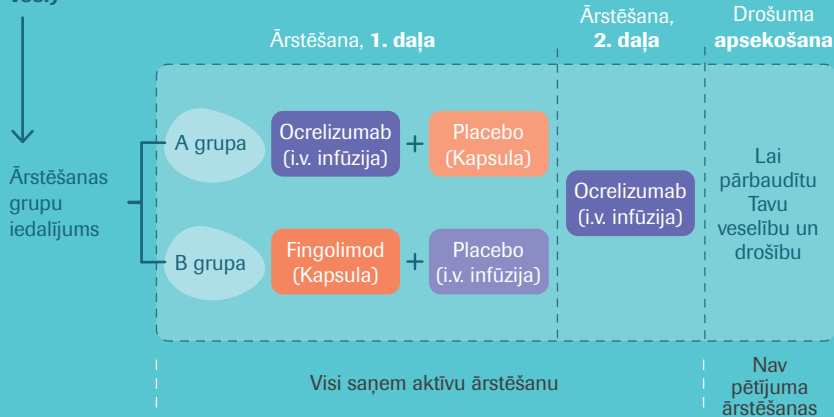 Ārstēšana, 1. daļa
Ārstēšana,
2. daļa
Drošuma
apsekošana
Ārstēšanas
grupu
iedalījums
A grupa
Ocrelizumab
(i.v. infūzija)
+
Placebo
(Kapsula)
B grupa
Fingolimod
(Kapsula)
+
Placebo
(i.v. infūzija)
Ocrelizumab
(i.v. infūzija)
Lai
pārbaudītu
Tavu
veselību un
drošību
Visi saņem aktīvu ārstēšanu
Nav
pētījuma
ārstēšanas